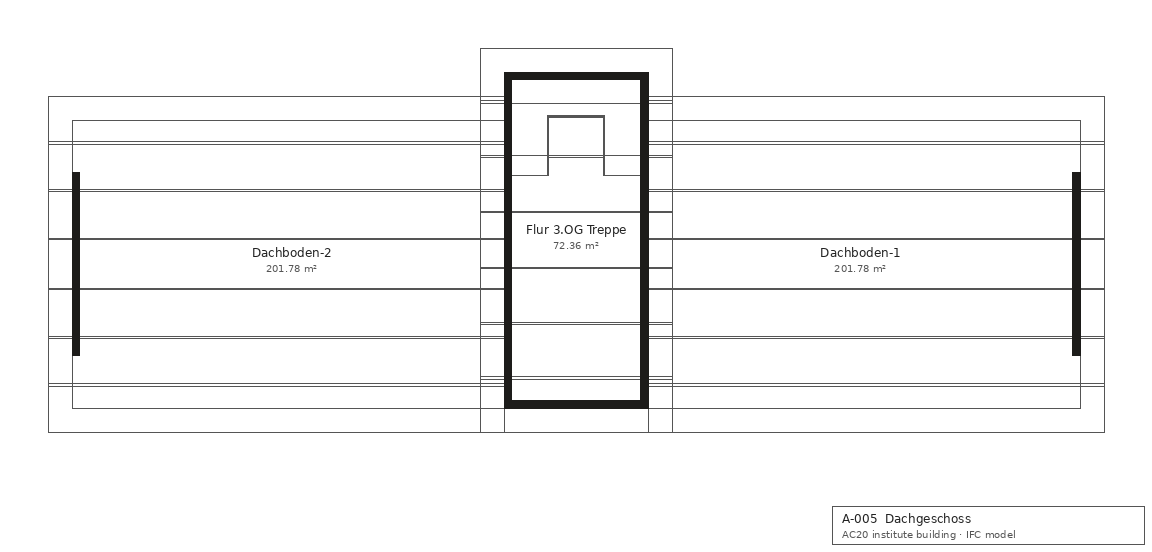 Flur 3.OG Treppe
72.36 m²
Dachboden-2
201.78 m²
Dachboden-1
201.78 m²
A-005 Dachgeschoss
AC20 institute building · IFC model